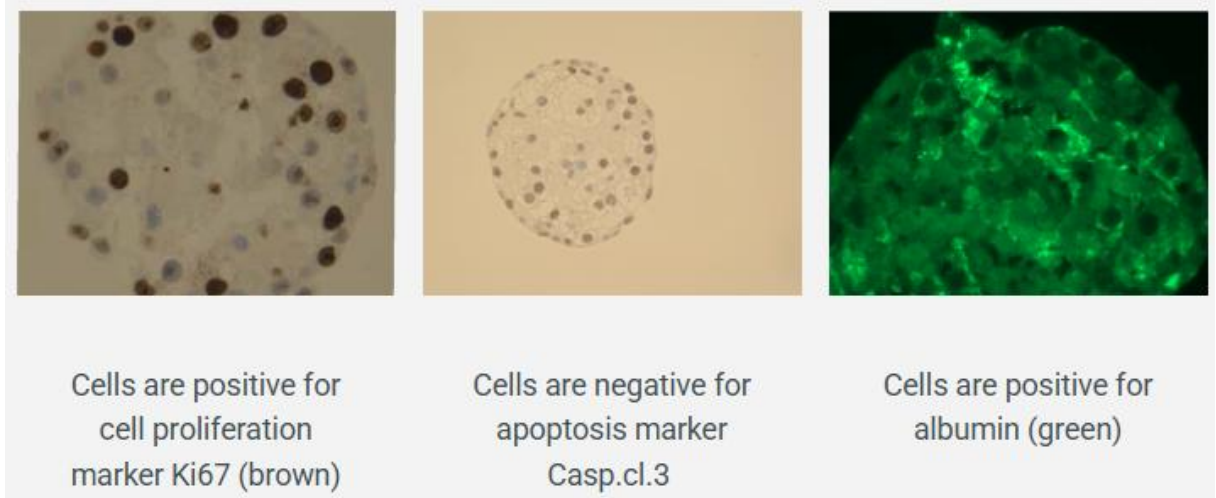 Cells are positive for
cell proliferation
marker Ki67 (brown)
Cells are negative for
apoptosis marker
Casp.cl.3
Cells are positive for
albumin (green)